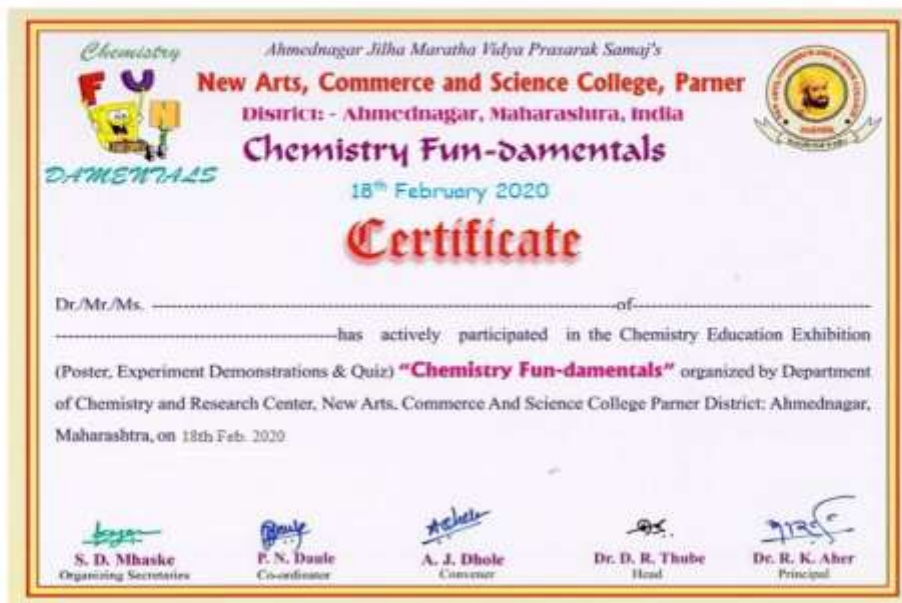 Chemistry
FUN
DAMENTALS
Ahmednagar Jilha Maratha Vidya Prasarak Samaj's
New Arts, Commerce and Science College, Parner
District: - Ahmednagar, Maharashtra, India
Chemistry Fun-damentals
18th February 2020
Certificate
Dr./Mr./Ms. ---of---
---has actively participated in the Chemistry Education Exhibition
(Poster, Experiment Demonstrations & Quiz) "Chemistry Fun-damentals" organized by Department
of Chemistry and Research Center, New Arts, Commerce And Science College Parner District: Ahmednagar,
Maharashtra, on 18th Feb. 2020
S. D. Mhaske
Organizing Secretaries
P. N. Daule
Co-ordinator
A. J. Dhole
Convener
Dr. D. R. Thube
Head
Dr. R. K. Aher
Principal